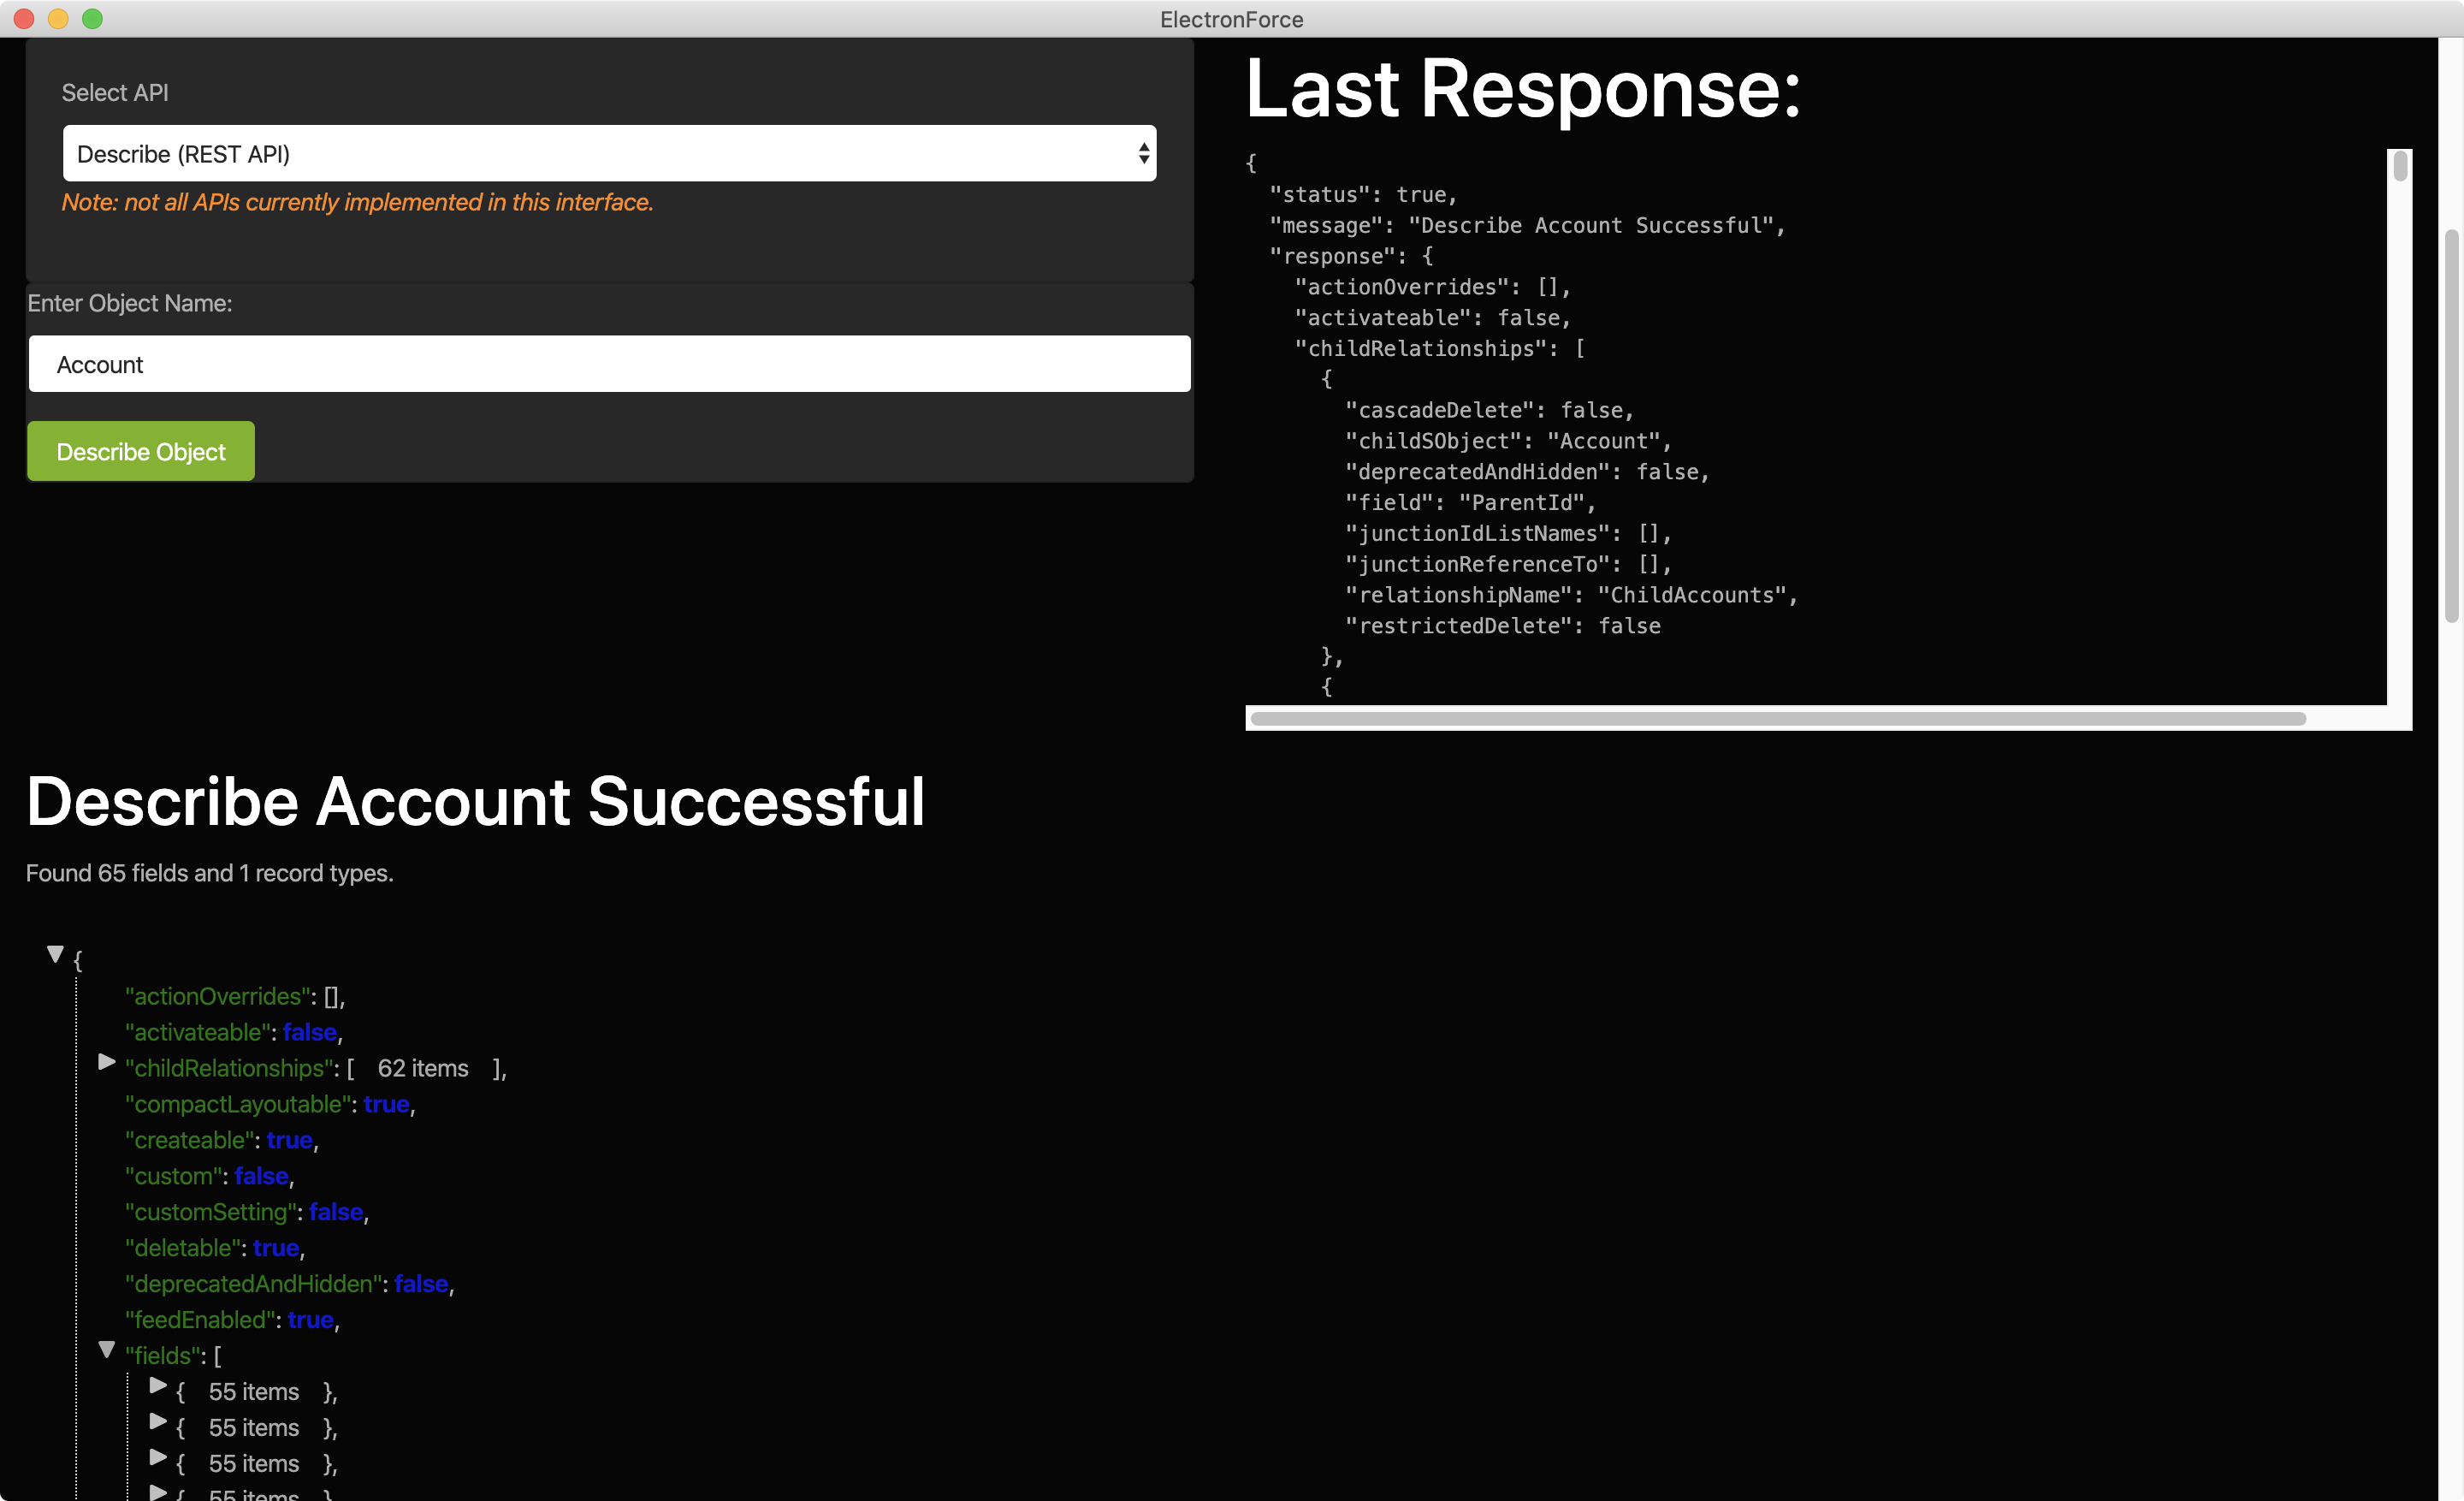 ElectronForce
Select API
Describe (REST API)
Note: not all APIs currently implemented in this interface.
Enter Object Name:
Account
Describe Object
Last Response:
{
"status": true,
"message": "Describe Account Successful",
"response": {
"actionOverrides": [],
"activateable": false,
"childRelationships": [
{
"cascadeDelete": false,
"childSObject": "Account",
"deprecatedAndHidden": false,
"field": "ParentId",
"junctionIdListNames": [],
"junctionReferenceTo": [],
"relationshipName": "ChildAccounts",
"restrictedDelete": false
},
{
Describe Account Successful
Found 65 fields and 1 record types.
{
"actionOverrides": [],
"activateable": false,
"childRelationships": [ 62 items ],
"compactLayoutable": true,
"createable": true,
"custom": false,
"customSetting": false,
"deletable": true,
"deprecatedAndHidden": false,
"feedEnabled": true,
"fields": [
{ 55 items },
{ 55 items },
{ 55 items },
{ 55 items },